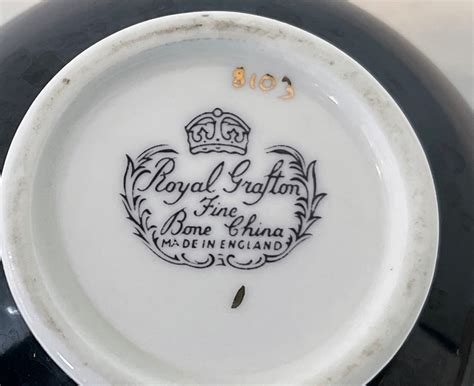 8103
Royal Grafton
Fine
Bone China
MADE IN ENGLAND